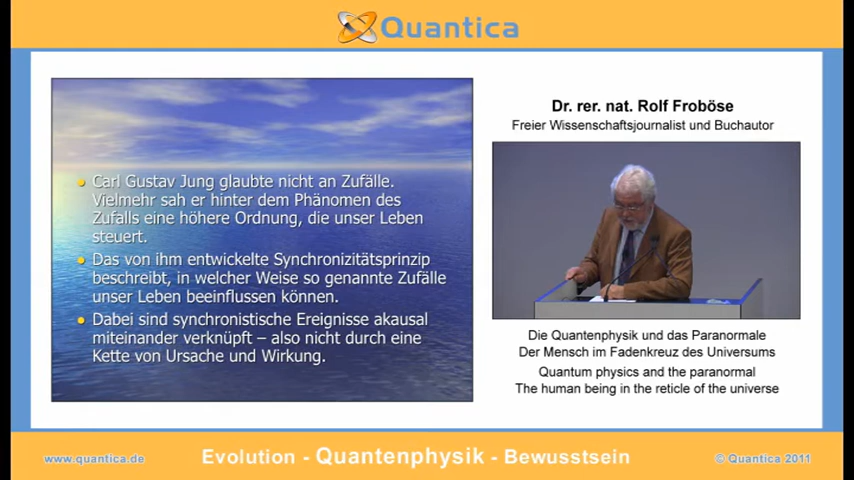 Quantica
Carl Gustav Jung glaubte nicht an Zufälle.
Vielmehr sah er hinter dem Phänomen des
Zufalls eine höhere Ordnung, die unser Leben
steuert.
Das von ihm entwickelte Synchronizitätsprinzip
beschreibt, in welcher Weise so genannte Zufälle
unser Leben beeinflussen können.
Dabei sind synchronistische Ereignisse akausal
miteinander verknüpft – also nicht durch eine
Kette von Ursache und Wirkung.
Dr. rer. nat. Rolf Froböse
Freier Wissenschaftsjournalist und Buchautor
Die Quantenphysik und das Paranormale
Der Mensch im Fadenkreuz des Universums
Quantum physics and the paranormal
The human being in the reticle of the universe
www.quantica.de
Evolution - Quantenphysik - Bewusstsein
© Quantica 2011